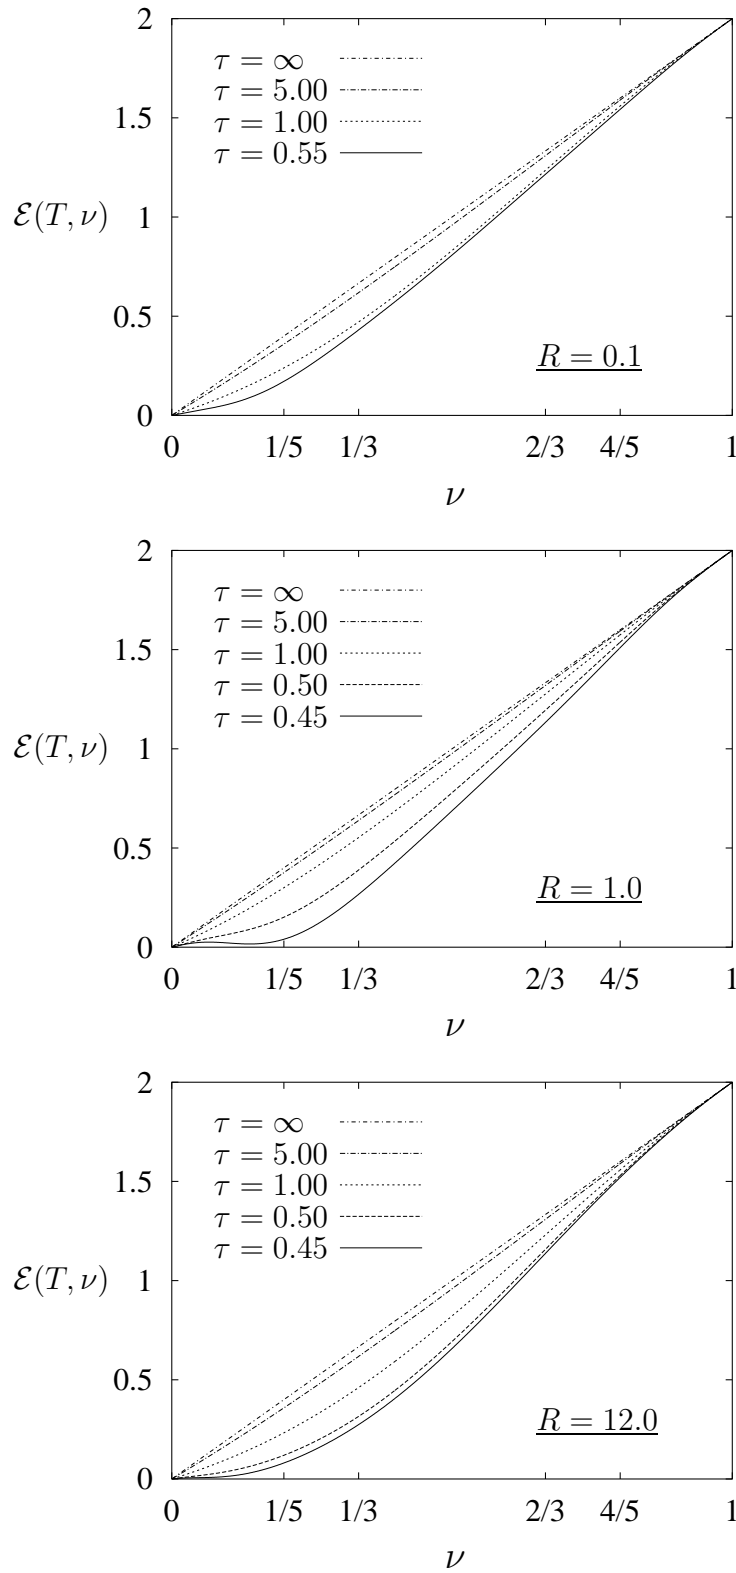 2
τ = ∞
τ = 5.00
1.5
τ = 1.00
τ = 0.55
ℰ(T, ν)
1
0.5
R = 0.1
0
0 1/5 1/3 2/3 4/5 1
ν
2
τ = ∞
τ = 5.00
1.5
τ = 1.00
τ = 0.50
τ = 0.45
ℰ(T, ν)
1
0.5
R = 1.0
0
0 1/5 1/3 2/3 4/5 1
ν
2
τ = ∞
τ = 5.00
1.5
τ = 1.00
τ = 0.50
τ = 0.45
ℰ(T, ν)
1
0.5
R = 12.0
0
0 1/5 1/3 2/3 4/5 1
ν